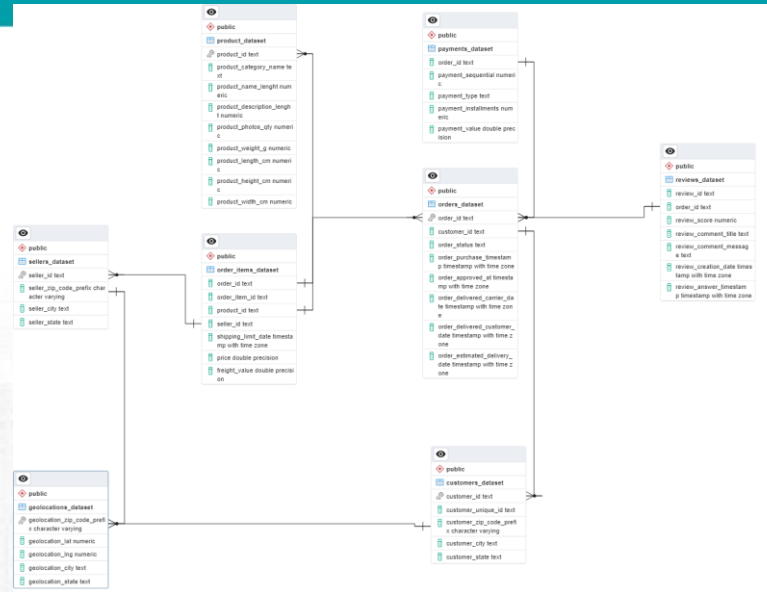 public
product_dataset
product_id text
product_category_name te
xt
product_name_lenght num
eric
product_description_lengh
t numeric
product_photos_qty numeri
c
product_weight_g numeric
product_length_cm numeri
c
product_height_cm numeri
c
product_width_cm numeric
public
payments_dataset
order_id text
payment_sequential numeri
c
payment_type text
payment_installments num
eric
payment_value double prec
ision
public
reviews_dataset
review_id text
order_id text
review_score numeric
review_comment_title text
review_comment_messag
e text
review_creation_date times
tamp with time zone
review_answer_timestam
p timestamp with time zone
public
orders_dataset
order_id text
customer_id text
order_status text
order_purchase_timestam
p timestamp with time zone
order_approved_at timesta
mp with time zone
order_delivered_carrier_da
te timestamp with time zon
e
order_delivered_customer_
date timestamp with time z
one
order_estimated_delivery_
date timestamp with time z
one
public
sellers_dataset
seller_id text
seller_zip_code_prefix char
acter varying
seller_city text
seller_state text
public
order_items_dataset
order_id text
order_item_id text
product_id text
seller_id text
shipping_limit_date timesta
mp with time zone
price double precision
freight_value double precisi
on
public
customers_dataset
customer_id text
customer_unique_id text
customer_zip_code_prefi
x character varying
customer_city text
customer_state text
public
geolocations_dataset
geolocation_zip_code_prefi
x character varying
geolocation_lat numeric
geolocation_lng numeric
geolocation_city text
geolocation_state text